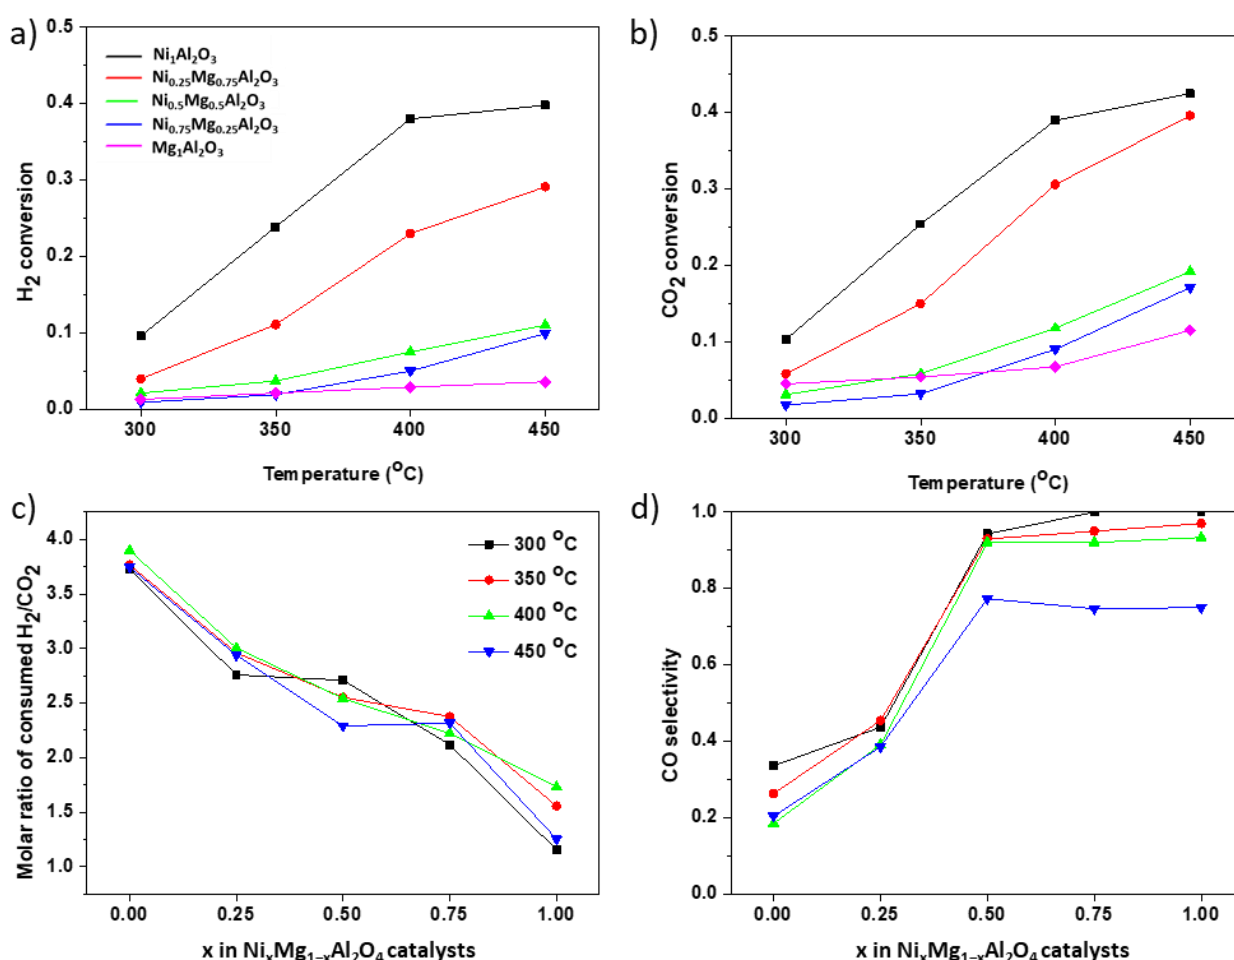 a)
0.5
0.4
0.3
0.2
0.1
0.0
H₂ conversion
Ni₁Al₂O₃
Ni₀.₂₅Mg₀.₇₅Al₂O₃
Ni₀.₅Mg₀.₅Al₂O₃
Ni₀.₇₅Mg₀.₂₅Al₂O₃
Mg₁Al₂O₃
300 350 400 450
Temperature (°C)
b)
0.5
0.4
0.3
0.2
0.1
0.0
CO₂ conversion
300 350 400 450
Temperature (°C)
c)
4.0
3.5
3.0
2.5
2.0
1.5
1.0
Molar ratio of consumed H₂/CO₂
300 °C
350 °C
400 °C
450 °C
0.00 0.25 0.50 0.75 1.00
x in NiₓMg₁₋ₓAl₂O₄ catalysts
d)
1.0
0.8
0.6
0.4
0.2
0.0
CO selectivity
0.00 0.25 0.50 0.75 1.00
x in NiₓMg₁₋ₓAl₂O₄ catalysts